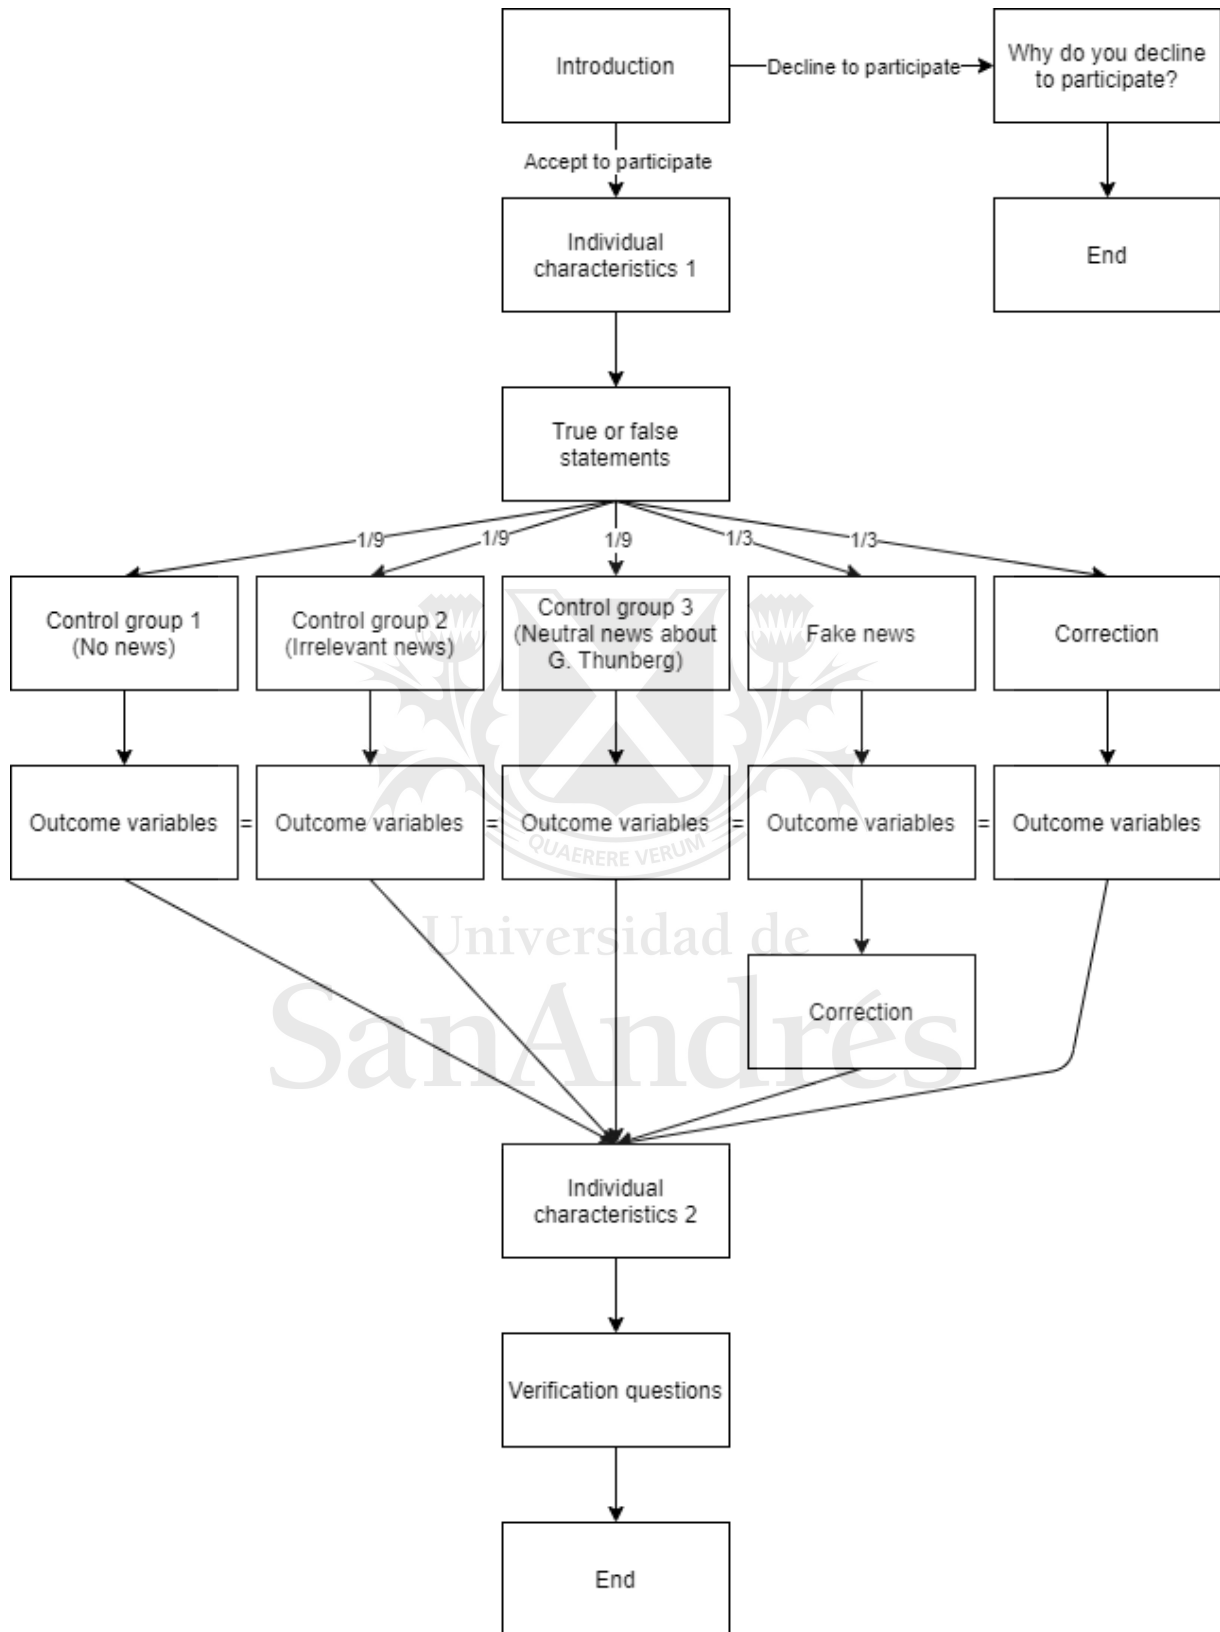 Introduction
Decline to participate
Why do you decline
to participate?
Accept to participate
Individual
characteristics 1
End
True or false
statements
1/9
1/9
1/9
1/3
1/3
Control group 1
(No news)
Control group 2
(Irrelevant news)
Control group 3
(Neutral news about
G. Thunberg)
Fake news
Correction
Outcome variables
=
Outcome variables
=
Outcome variables
=
Outcome variables
=
Outcome variables
QUAERERE VERUM
Universidad de
SanAndrés
Correction
Individual
characteristics 2
Verification questions
End